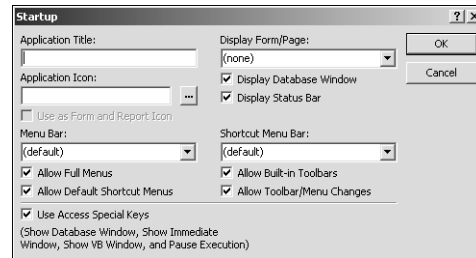 Startup
Application Title:
Display Form/Page:
OK
(none)
Cancel
Application Icon:
Display Database Window
...
Display Status Bar
Use as Form and Report Icon
Menu Bar:
Shortcut Menu Bar:
(default)
(default)
Allow Full Menus
Allow Built-in Toolbars
Allow Default Shortcut Menus
Allow Toolbar/Menu Changes
Use Access Special Keys
(Show Database Window, Show Immediate
Window, Show VB Window, and Pause Execution)